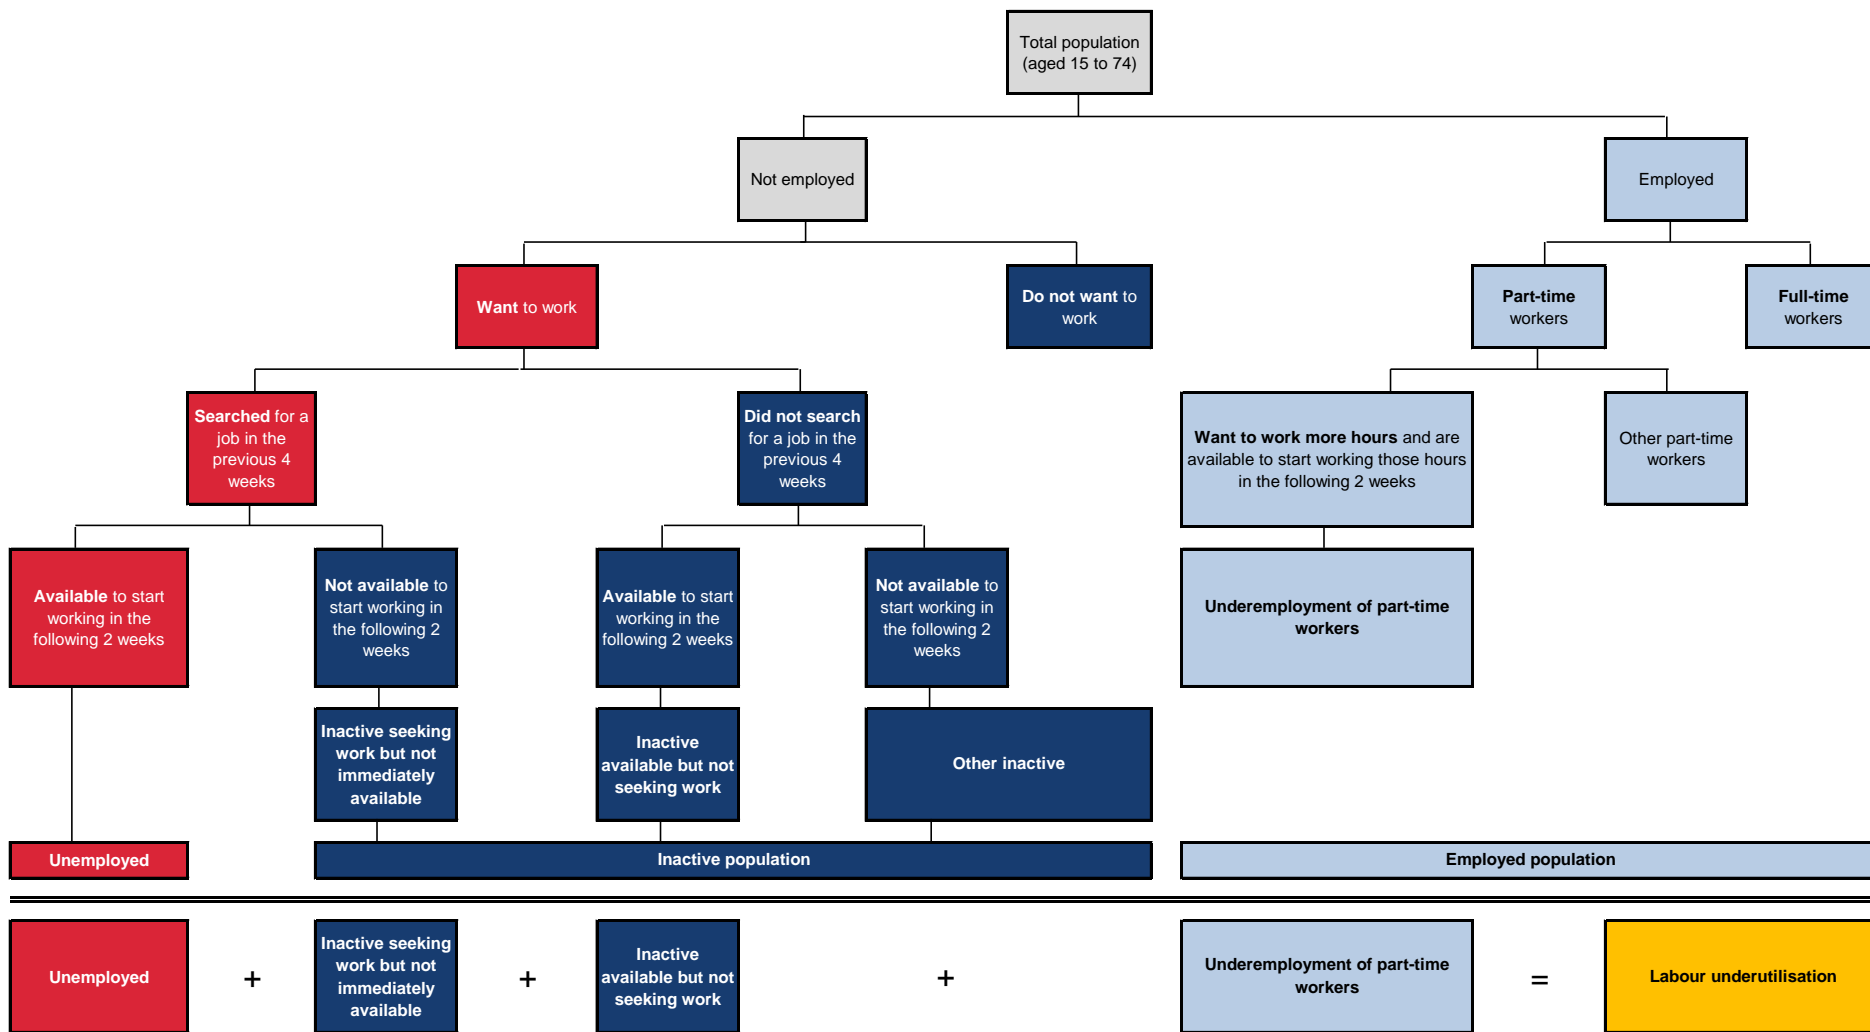 Total population
(aged 15 to 74)
Not employed
Employed
Want to work
Do not want to
work
Part-time
workers
Full-time
workers
Searched for a
job in the
previous 4
weeks
Did not search
for a job in the
previous 4
weeks
Want to work more hours and are
available to start working those hours
in the following 2 weeks
Other part-time
workers
Available to start
working in the
following 2 weeks
Not available to
start working in
the following 2
weeks
Available to start
working in the
following 2 weeks
Not available to
start working in
the following 2
weeks
Underemployment of part-time
workers
Inactive seeking
work but not
immediately
available
Inactive
available but not
seeking work
Other inactive
Unemployed
Inactive population
Employed population
Unemployed
+
Inactive seeking
work but not
immediately
available
+
Inactive
available but not
seeking work
+
Underemployment of part-time
workers
=
Labour underutilisation